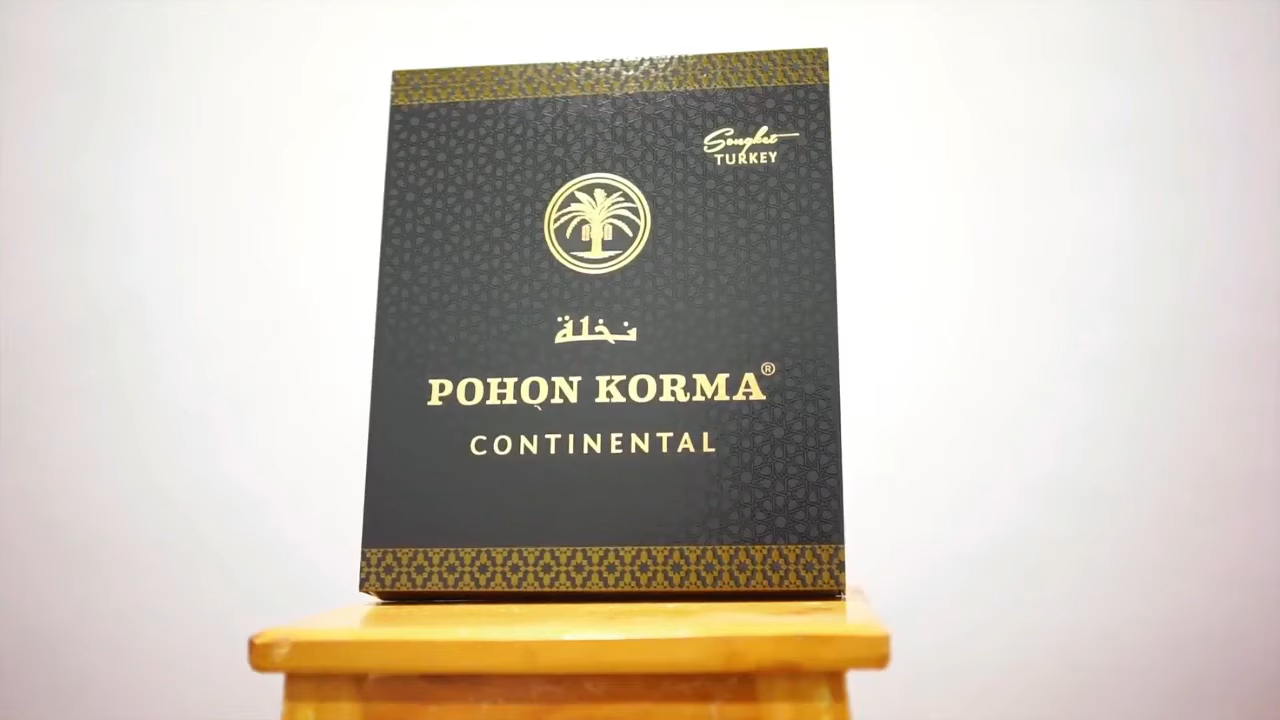 Songket
TURKEY
نخلة
POHON KORMA®
CONTINENTAL